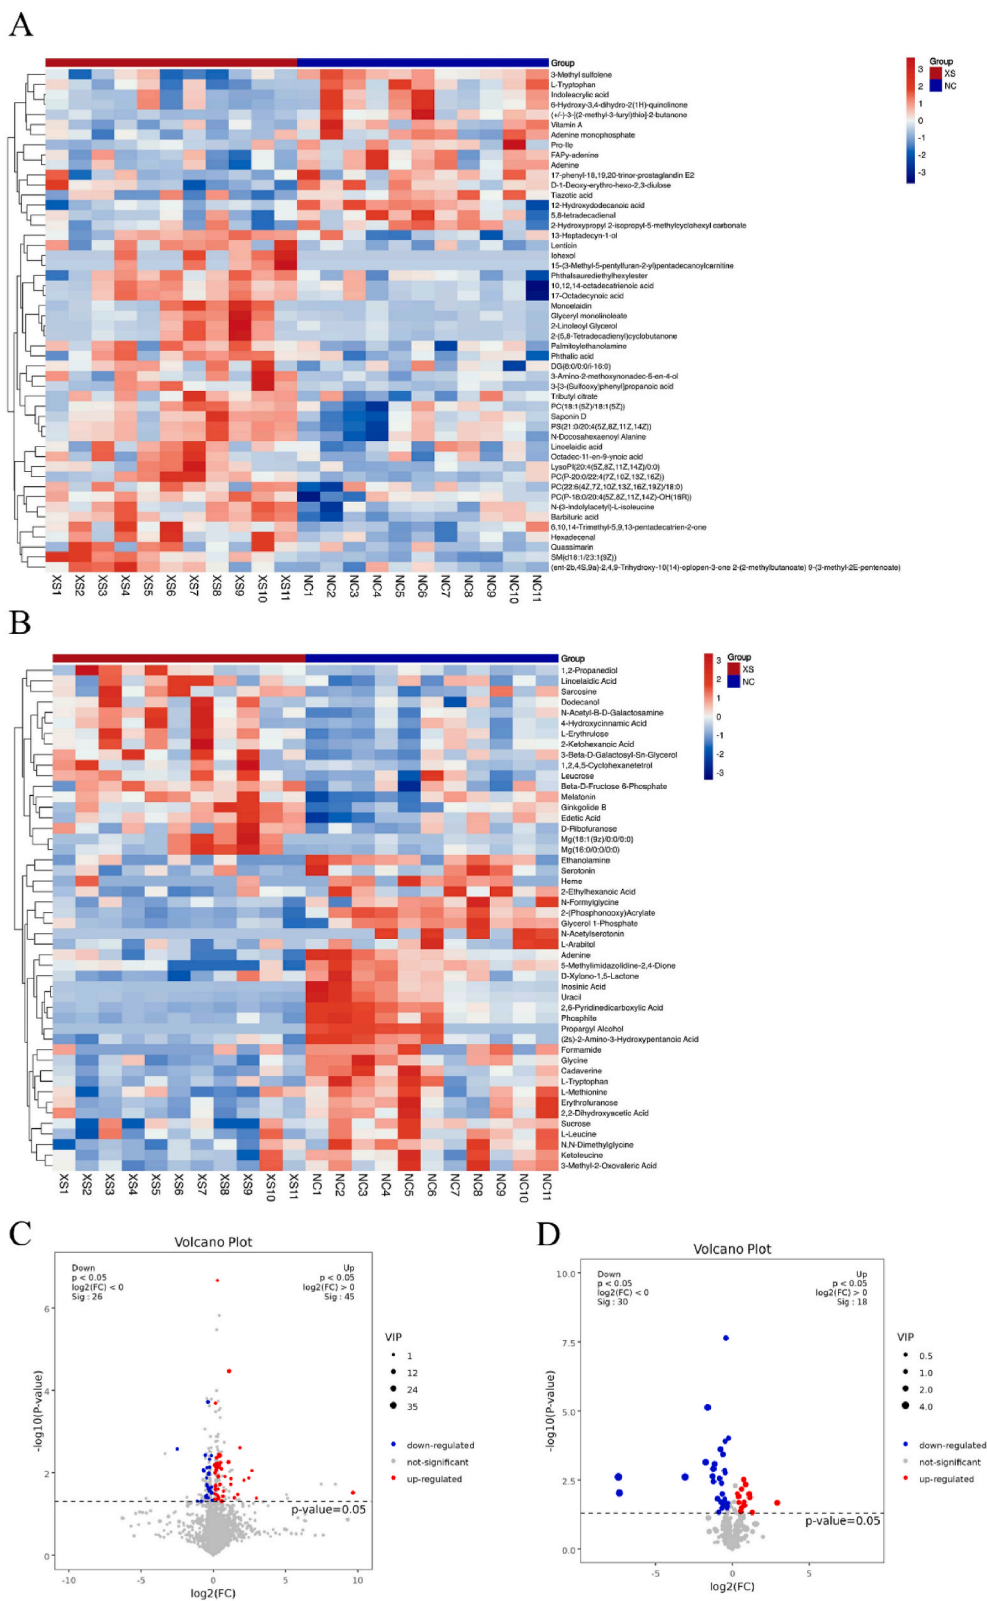 A
Group
3-Methyl sulfolene
L-Tryptophan
Indoleacrylic acid
6-Hydroxy-3,4-dihydro-2(1H)-quinolinone
(+/-)-3-[(2-methyl-3-furyl)thio]-2-butanone
Vitamin A
Adenine monophosphate
Pro-Ile
FAPy-adenine
Adenine
17-phenyl-18,19,20-trinor-prostaglandin E2
D-1-Deoxy-erythro-hexo-2,3-diulose
Tiazotic acid
12-Hydroxydodecanoic acid
5,8-tetradecadienal
2-Hydroxypropyl 2-isopropyl-5-methylcyclohexyl carbonate
13-Heptadecyn-1-ol
Lenticin
Iohexol
15-(3-Methyl-5-pentylfuran-2-yl)pentadecanoylcarnitine
Phthalsaurediethylhexylester
10,12,14-octadecatrienoic acid
17-Octadecynoic acid
Monoelaidin
Glyceryl monolinoleate
2-Linoleoyl Glycerol
2-(5,8-Tetradecadienyl)cyclobutanone
Palmitoylethanolamine
Phthalic acid
DG(8:0/0:0/i-16:0)
3-Amino-2-methoxynonadec-5-en-4-ol
3-[3-(Sulfooxy)phenyl]propanoic acid
Tributyl citrate
PC(18:1(5Z)/18:1(5Z))
Saponin D
PS(21:0/20:4(5Z,8Z,11Z,14Z))
N-Docosahexaenoyl Alanine
Linoelaidic acid
Octadec-11-en-9-ynoic acid
LysoPI(20:4(5Z,8Z,11Z,14Z)/0:0)
PC(P-20:0/22:4(7Z,10Z,13Z,16Z))
PC(22:6(4Z,7Z,10Z,13Z,16Z,19Z)/18:0)
PC(P-18:0/20:4(5Z,8Z,11Z,14Z)-OH(18R))
N-(3-Indolylacetyl)-L-isoleucine
Barbituric acid
6,10,14-Trimethyl-5,9,13-pentadecatrien-2-one
Hexadecenal
Quassimarin
SM(d18:1/23:1(9Z))
(ent-2b,4S,9a)-2,4,9-Trihydroxy-10(14)-oplopen-3-one 2-(2-methylbutanoate) 9-(3-methyl-2E-pentenoate)
XS1 XS2 XS3 XS4 XS5 XS6 XS7 XS8 XS9 XS10 XS11 NC1 NC2 NC3 NC4 NC5 NC6 NC7 NC8 NC9 NC10 NC11
3
2
1
0
-1
-2
-3
Group
XS
NC
B
Group
1,2-Propanediol
Linoelaidic Acid
Sarcosine
Dodecanol
N-Acetyl-B-D-Galactosamine
4-Hydroxycinnamic Acid
L-Erythrulose
2-Ketohexanoic Acid
3-Beta-D-Galactosyl-Sn-Glycerol
1,2,4,5-Cyclohexanetetrol
Leucrose
Beta-D-Fructose 6-Phosphate
Melatonin
Ginkgolide B
Edetic Acid
D-Ribofuranose
Mg(18:1(9z)/0:0/0:0)
Mg(16:0/0:0/0:0)
Ethanolamine
Serotonin
Heme
2-Ethylhexanoic Acid
N-Formylglycine
2-(Phosphonooxy)Acrylate
Glycerol 1-Phosphate
N-Acetylserotonin
L-Arabitol
Adenine
5-Methylimidazolidine-2,4-Dione
D-Xylono-1,5-Lactone
Inosinic Acid
Uracil
2,6-Pyridinedicarboxylic Acid
Phosphite
Propargyl Alcohol
(2s)-2-Amino-3-Hydroxypentanoic Acid
Formamide
Glycine
Cadaverine
L-Tryptophan
L-Methionine
Erythrofuranose
2,2-Dihydroxyacetic Acid
Sucrose
L-Leucine
N,N-Dimethylglycine
Ketoleucine
3-Methyl-2-Oxovaleric Acid
XS1 XS2 XS3 XS4 XS5 XS6 XS7 XS8 XS9 XS10 XS11 NC1 NC2 NC3 NC4 NC5 NC6 NC7 NC8 NC9 NC10 NC11
3
2
1
0
-1
-2
-3
Group
XS
NC
C
Volcano Plot
Down
p < 0.05
log2(FC) < 0
Sig : 26
Up
p < 0.05
log2(FC) > 0
Sig : 45
6
4
2
0
-log10(P-value)
p-value=0.05
-10 -5 0 5 10
log2(FC)
VIP
1
12
24
35
down-regulated
not-significant
up-regulated
D
Volcano Plot
Down
p < 0.05
log2(FC) < 0
Sig : 30
Up
p < 0.05
log2(FC) > 0
Sig : 18
10.0
7.5
5.0
2.5
0.0
-log10(P-value)
p-value=0.05
-5 0 5
log2(FC)
VIP
0.5
1.0
2.0
4.0
down-regulated
not-significant
up-regulated